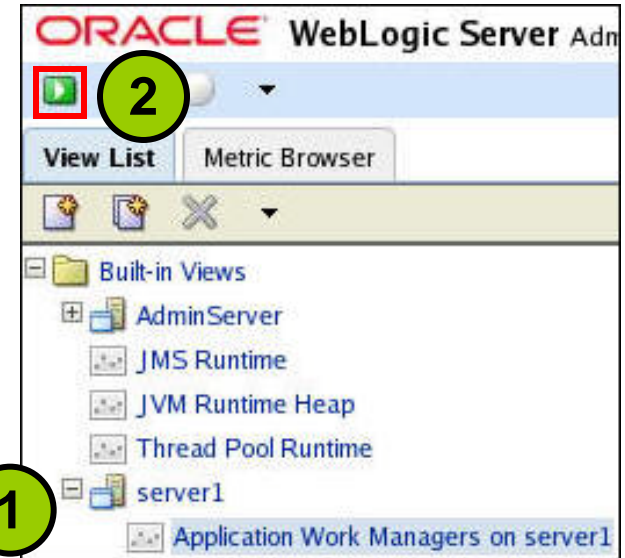 ORACLE WebLogic Server Adm
2
View List Metric Browser
Built-in Views
AdminServer
JMS Runtime
JVM Runtime Heap
Thread Pool Runtime
1 server1
Application Work Managers on server1